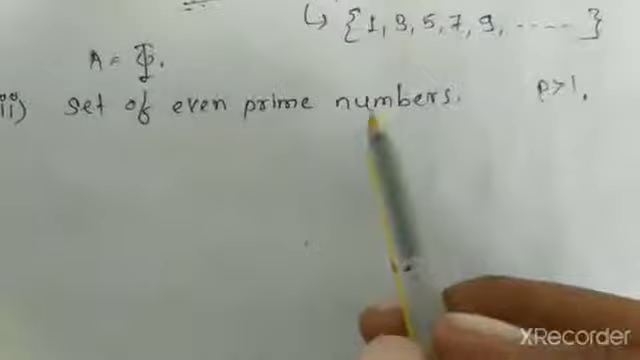 ↳ {1, 3, 5, 7, 9, ......}
A = Φ.
ii) set of even prime numbers. P>1.
XRecorder